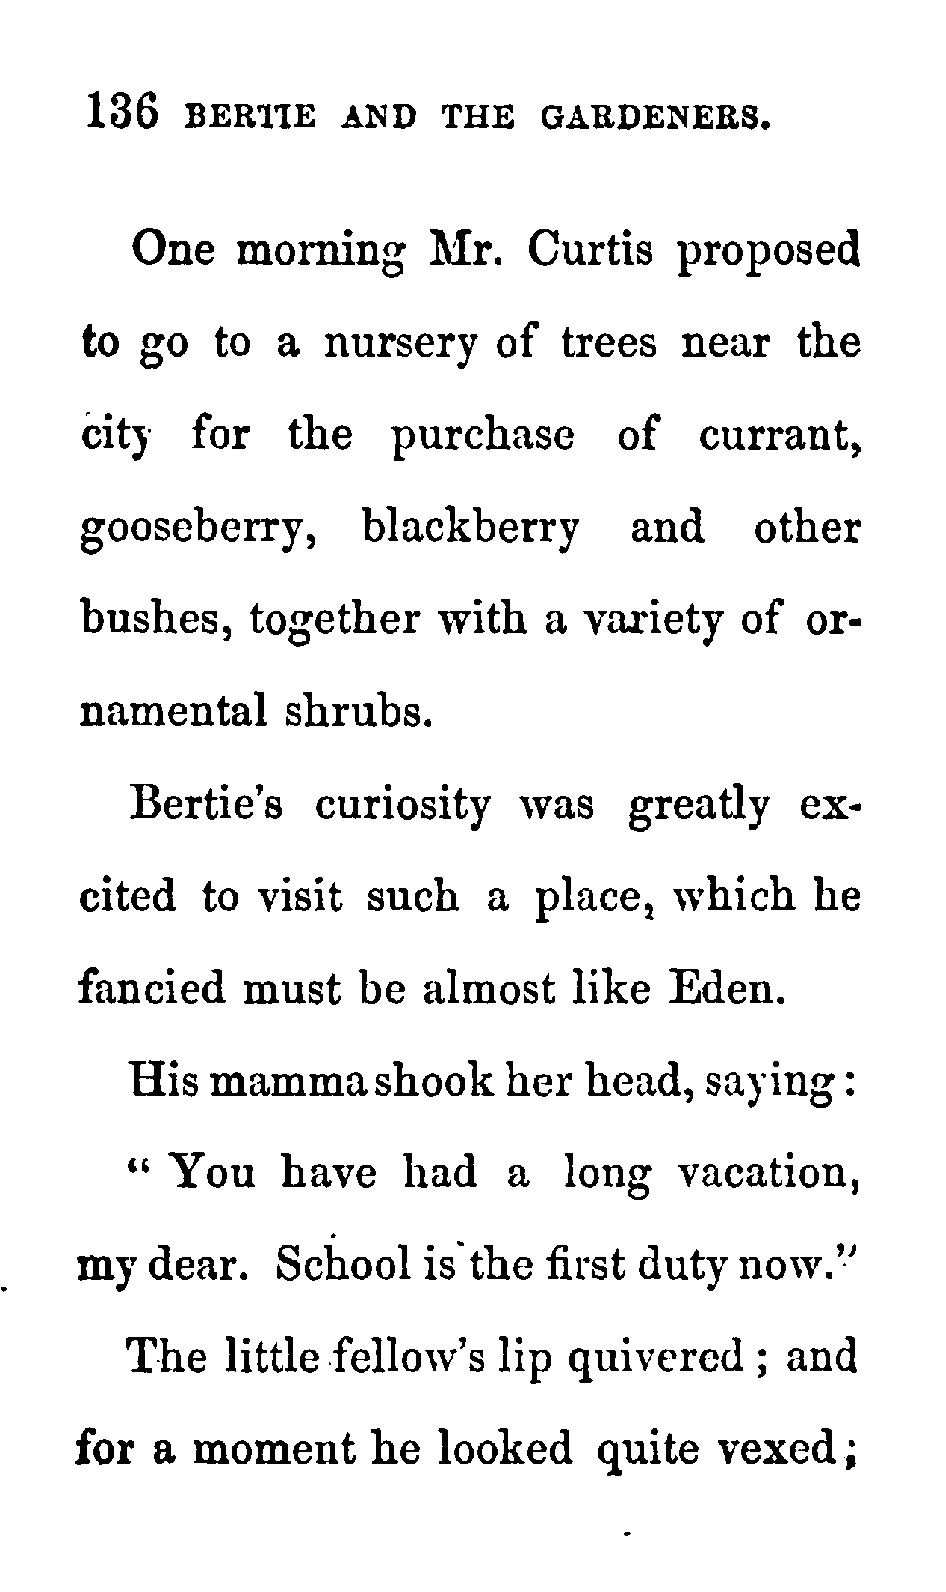 136 BERTIE AND THE GARDENERS.
One morning Mr. Curtis proposed
to go to a nursery of trees near the
city for the purchase of currant,
gooseberry, blackberry and other
bushes, together with a variety of or-
namental shrubs.
Bertie's curiosity was greatly ex-
cited to visit such a place, which he
fancied must be almost like Eden.
His mamma shook her head, saying:
“ You have had a long vacation,
my dear. School is the first duty now.”
The little fellow's lip quivered ; and
for a moment he looked quite vexed;